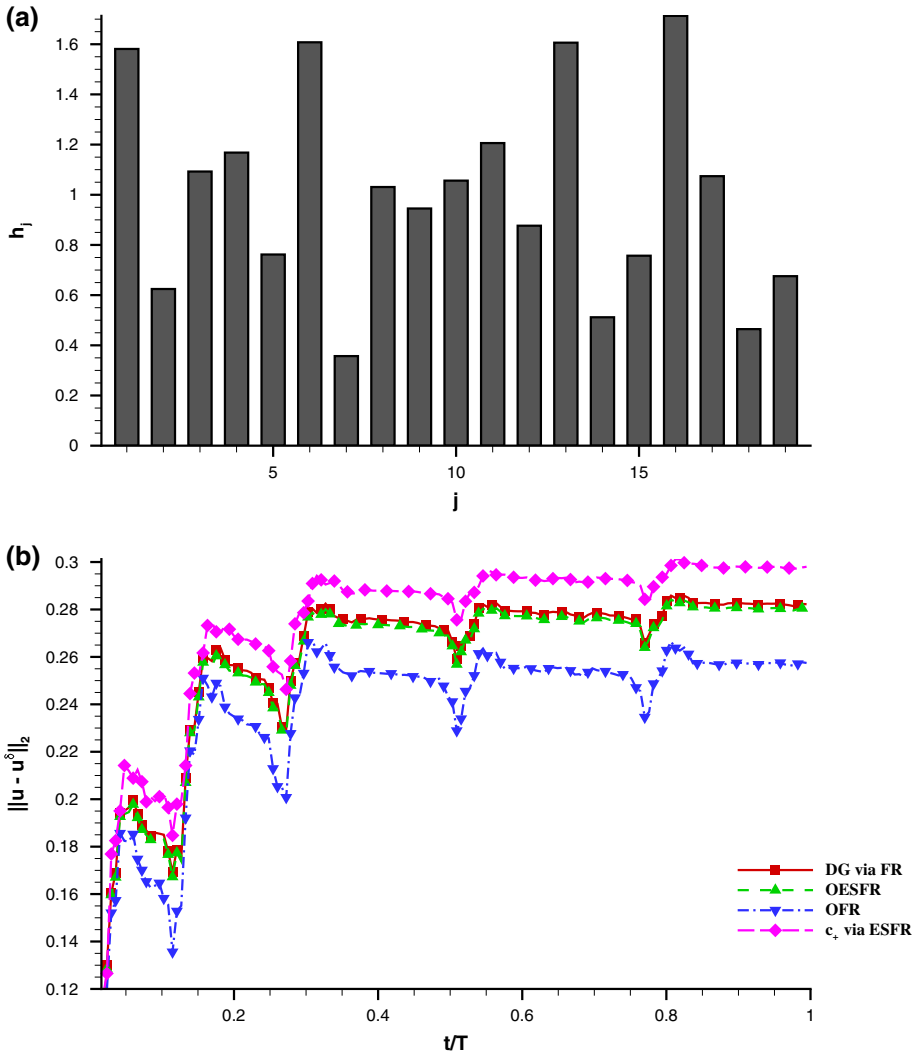 (a)
1.6
1.4
1.2
1
0.8
0.6
0.4
0.2
0
h_j
5
10
15
j
(b)
0.3
0.28
0.26
0.24
0.22
0.2
0.18
0.16
0.14
0.12
||u - u^δ||_2
DG via FR
OESFR
OFR
c_+ via ESFR
0.2
0.4
0.6
0.8
1
t/T